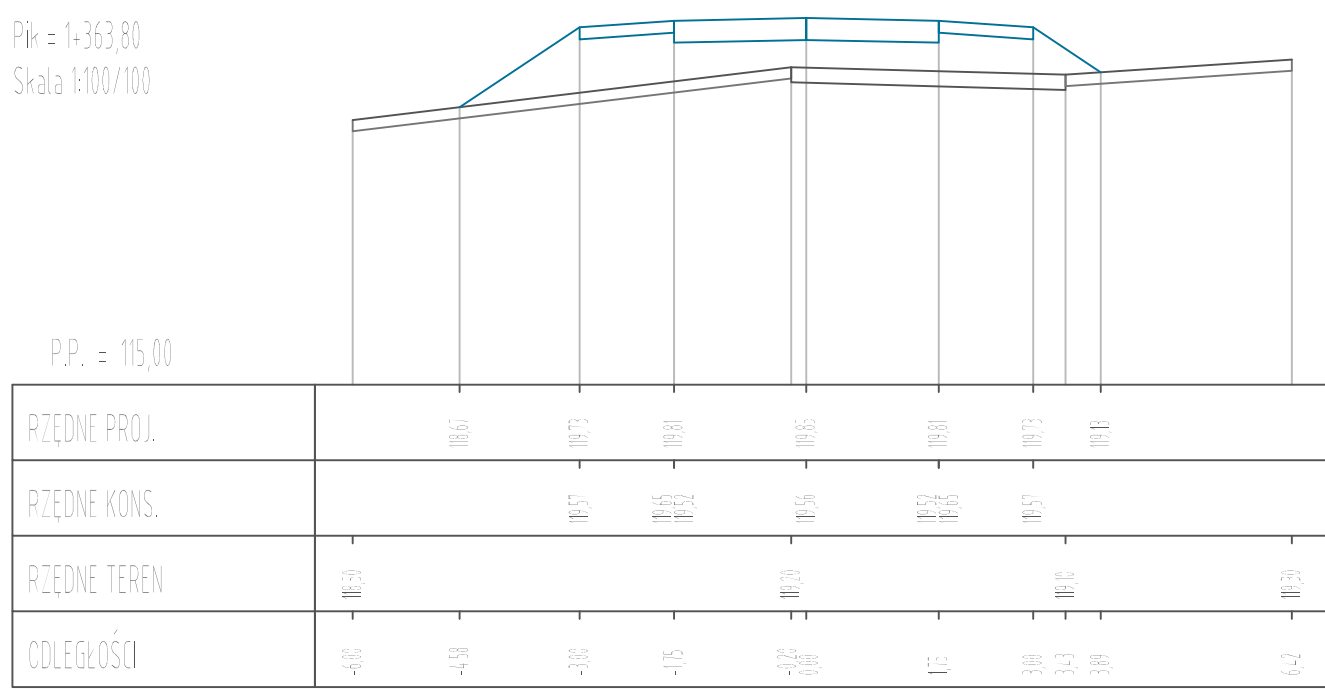 Pik = 1+363,80
Skala 1:100/100
P.P. = 115,00
RZĘDNE PROJ. 118,67 119,73 119,81 119,85 119,81 119,73 119,13
RZĘDNE KONS. 119,57 119,65 119,52 119,56 119,52 119,65 119,57
RZĘDNE TEREN 118,50 119,20 119,10 119,30
ODLEGŁOŚCI -6,00 -4,58 -3,00 -1,75 -0,20 0,00 1,75 3,00 3,43 3,89 6,42